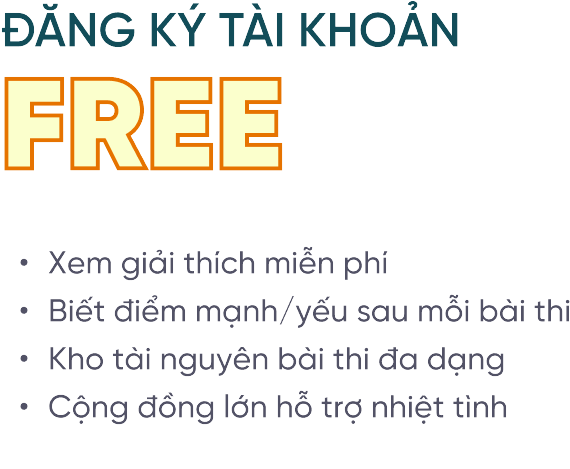 ĐĂNG KÝ TÀI KHOẢN
FREE
• Xem giải thích miễn phí
• Biết điểm mạnh/yếu sau mỗi bài thi
• Kho tài nguyên bài thi đa dạng
• Cộng đồng lớn hỗ trợ nhiệt tình